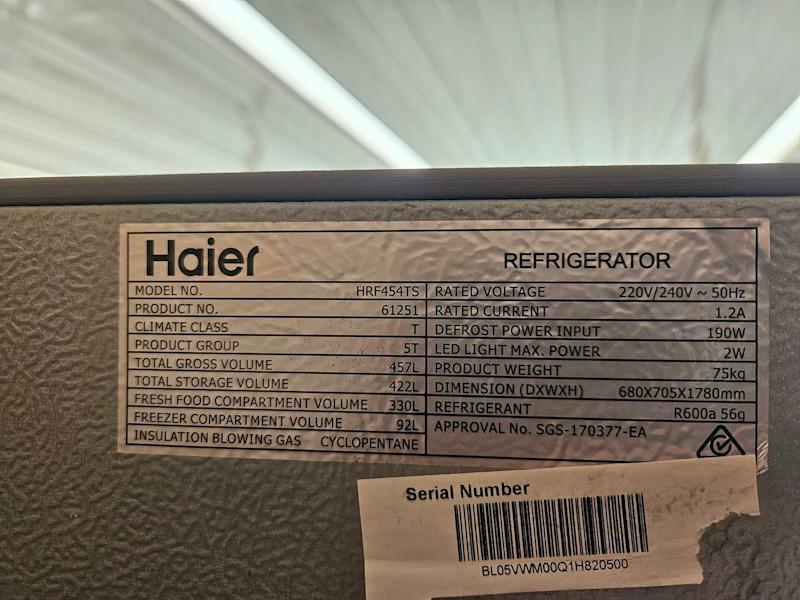 Haier REFRIGERATOR
MODEL NO. HRF454TS
PRODUCT NO. 61251
CLIMATE CLASS T
PRODUCT GROUP 5T
TOTAL GROSS VOLUME 457L
TOTAL STORAGE VOLUME 422L
FRESH FOOD COMPARTMENT VOLUME 330L
FREEZER COMPARTMENT VOLUME 92L
INSULATION BLOWING GAS CYCLOPENTANE
RATED VOLTAGE 220V/240V ~ 50Hz
RATED CURRENT 1.2A
DEFROST POWER INPUT 190W
LED LIGHT MAX. POWER 2W
PRODUCT WEIGHT 75kg
DIMENSION (DXWXH) 680X705X1780mm
REFRIGERANT R600a 56g
APPROVAL No. SGS-170377-EA
Serial Number
BL05VWM00Q1H820500